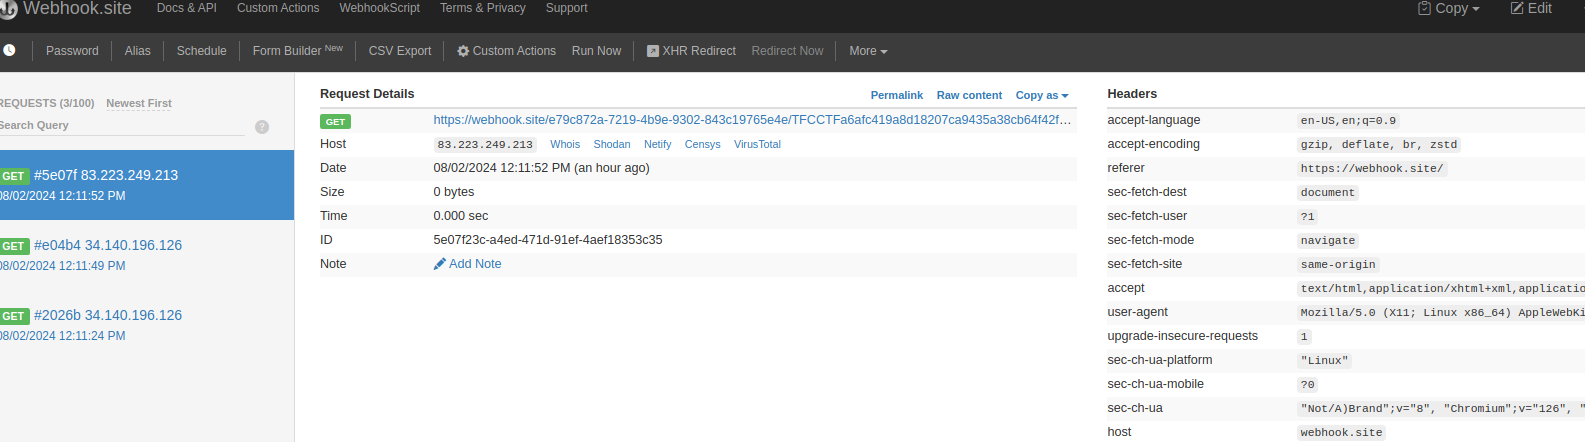 Webhook.site Docs & API Custom Actions WebhookScript Terms & Privacy Support Copy Edit
Password Alias Schedule Form Builder New CSV Export Custom Actions Run Now XHR Redirect Redirect Now More
REQUESTS (3/100) Newest First
Search Query
GET #5e07f 83.223.249.213
08/02/2024 12:11:52 PM
GET #e04b4 34.140.196.126
08/02/2024 12:11:49 PM
GET #2026b 34.140.196.126
08/02/2024 12:11:24 PM
Request Details Permalink Raw content Copy as
GET https://webhook.site/e79c872a-7219-4b9e-9302-843c19765e4e/TFCCTFa6afc419a8d18207ca9435a38cb64f42f...
Host 83.223.249.213 Whois Shodan Netify Censys VirusTotal
Date 08/02/2024 12:11:52 PM (an hour ago)
Size 0 bytes
Time 0.000 sec
ID 5e07f23c-a4ed-471d-91ef-4aef18353c35
Note Add Note
Headers
accept-language en-US,en;q=0.9
accept-encoding gzip, deflate, br, zstd
referer https://webhook.site/
sec-fetch-dest document
sec-fetch-user ?1
sec-fetch-mode navigate
sec-fetch-site same-origin
accept text/html,application/xhtml+xml,applicatio
user-agent Mozilla/5.0 (X11; Linux x86_64) AppleWebKi
upgrade-insecure-requests 1
sec-ch-ua-platform "Linux"
sec-ch-ua-mobile ?0
sec-ch-ua "Not/A)Brand";v="8", "Chromium";v="126", "
host webhook.site